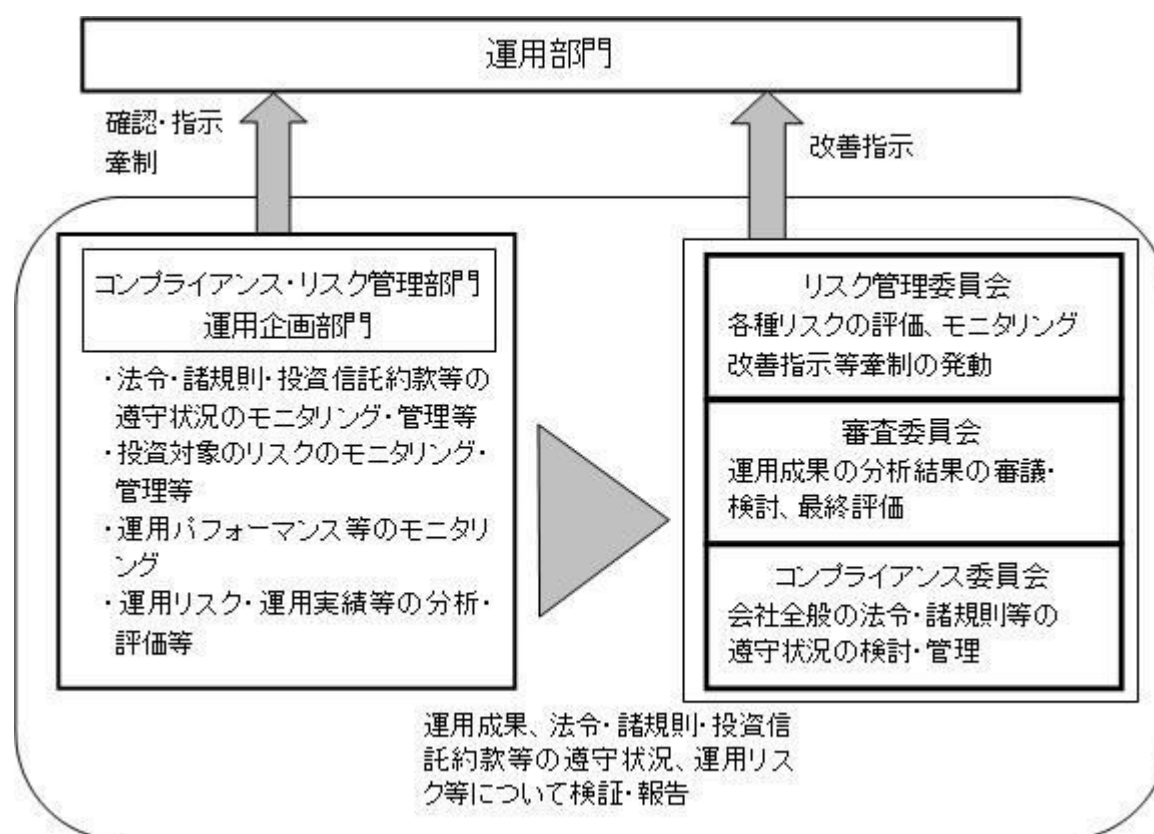 運用部門
確認・指示
牽制
改善指示
コンプライアンス・リスク管理部門
運用企画部門
・法令・諸規則・投資信託約款等の
遵守状況のモニタリング・管理等
・投資対象のリスクのモニタリング・
管理等
・運用パフォーマンス等のモニタリ
ング
・運用リスク・運用実績等の分析・
評価等
リスク管理委員会
各種リスクの評価、モニタリング
改善指示等牽制の発動
審査委員会
運用成果の分析結果の審議・
検討、最終評価
コンプライアンス委員会
会社全般の法令・諸規則等の
遵守状況の検討・管理
運用成果、法令・諸規則・投資信
託約款等の遵守状況、運用リス
ク等について検証・報告